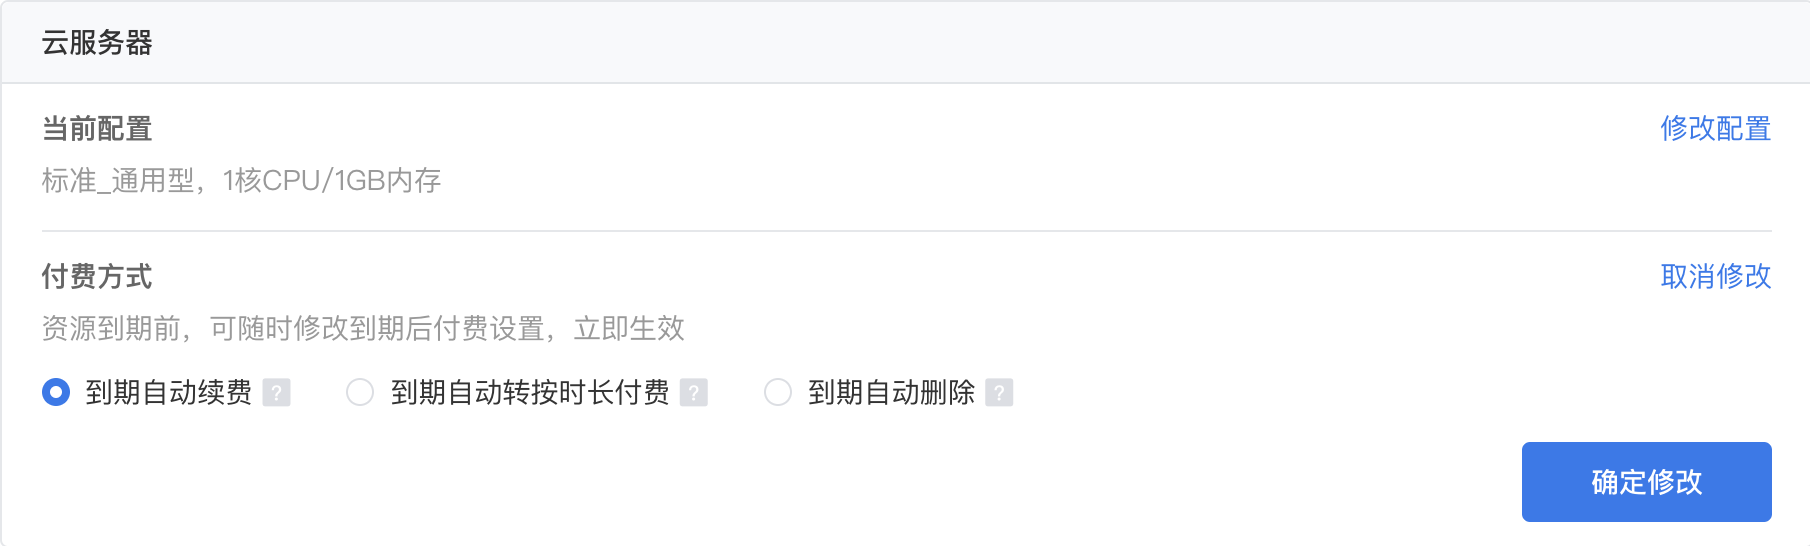 云服务器
当前配置
修改配置
标准_通用型，1核CPU/1GB内存
付费方式
取消修改
资源到期前，可随时修改到期后付费设置，立即生效
到期自动续费 ? 到期自动转按时长付费 ? 到期自动删除 ?
确定修改